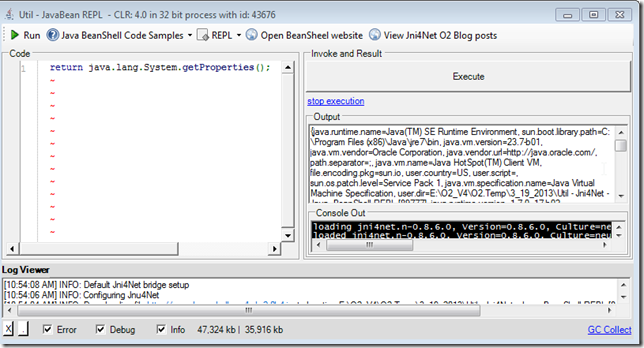 Util - JavaBean REPL - CLR: 4.0 in 32 bit process with id: 43676
Run Java BeanShell Code Samples REPL Open BeanSheel website View Jni4Net O2 Blog posts
Code
1 return java.lang.System.getProperties();
~
~
~
~
~
~
~
~
~
~
~
~
~
Invoke and Result
Execute
stop execution
Output
{java.runtime.name=Java(TM) SE Runtime Environment, sun.boot.library.path=C:
\Program Files (x86)\Java\jre7\bin, java.vm.version=23.7-b01,
java.vm.vendor=Oracle Corporation, java.vendor.url=http://java.oracle.com/,
path.separator=;, java.vm.name=Java HotSpot(TM) Client VM,
file.encoding.pkg=sun.io, user.country=US, user.script=,
sun.os.patch.level=Service Pack 1, java.vm.specification.name=Java Virtual
Machine Specification, user.dir=E:\O2_V4\O2.Temp\3_19_2013\Util - Jni4Net -
Console Out
loading jni4net.n-0.8.6.0, Version=0.8.6.0, Culture=neu
loaded jni4net.n-0.8.6.0, Version=0.8.6.0, Culture=neu
Log Viewer
[10:54:08 AM] INFO: Default Jni4Net bridge setup
[10:54:06 AM] INFO: Configuring Jnu4Net
X Error Debug Info 47,324 kb | 35,916 kb GC Collect